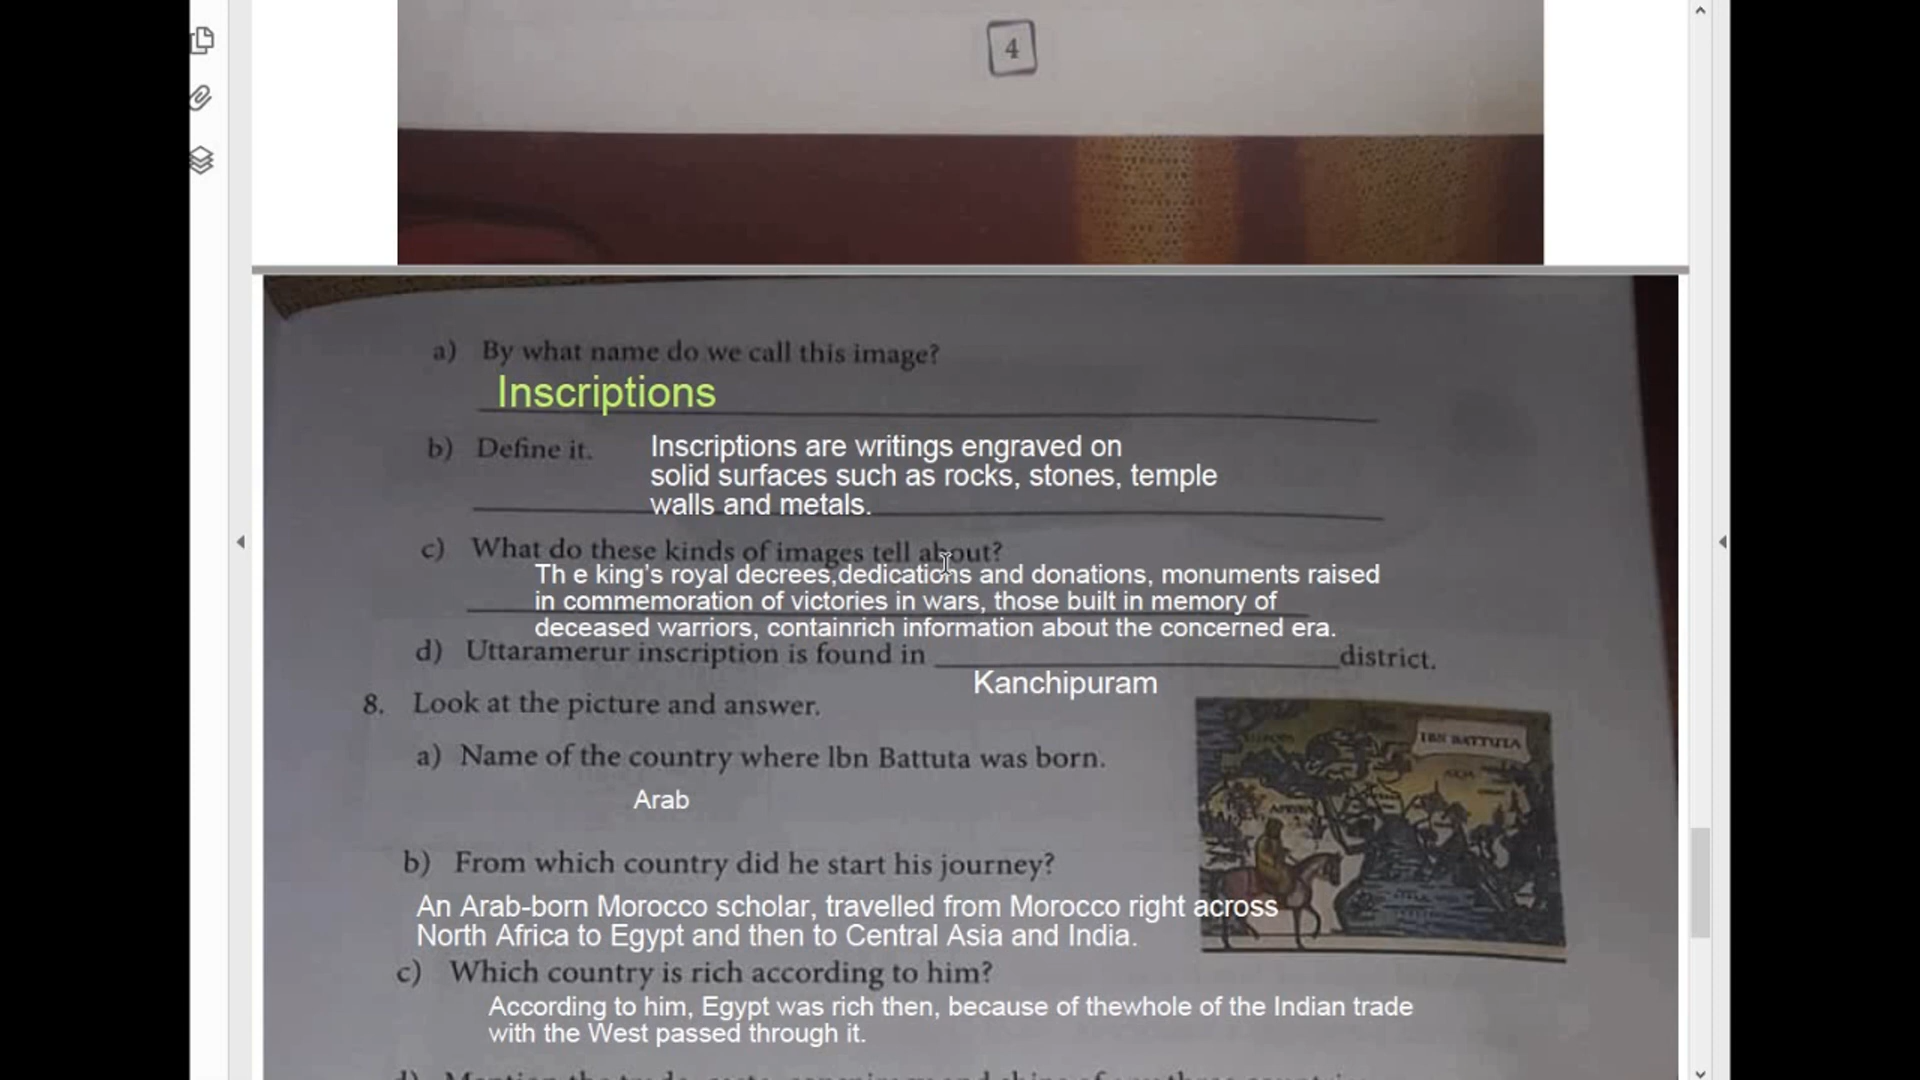 4
a) By what name do we call this image?
Inscriptions
b) Define it.
Inscriptions are writings engraved on
solid surfaces such as rocks, stones, temple
walls and metals.
c) What do these kinds of images tell about?
Th e king's royal decrees,dedications and donations, monuments raised
in commemoration of victories in wars, those built in memory of
deceased warriors, containrich information about the concerned era.
d) Uttaramerur inscription is found in ____ district.
Kanchipuram
8. Look at the picture and answer.
IBN BATTUTA
a) Name of the country where lbn Battuta was born.
Arab
b) From which country did he start his journey?
An Arab-born Morocco scholar, travelled from Morocco right across
North Africa to Egypt and then to Central Asia and India.
c) Which country is rich according to him?
According to him, Egypt was rich then, because of thewhole of the Indian trade
with the West passed through it.